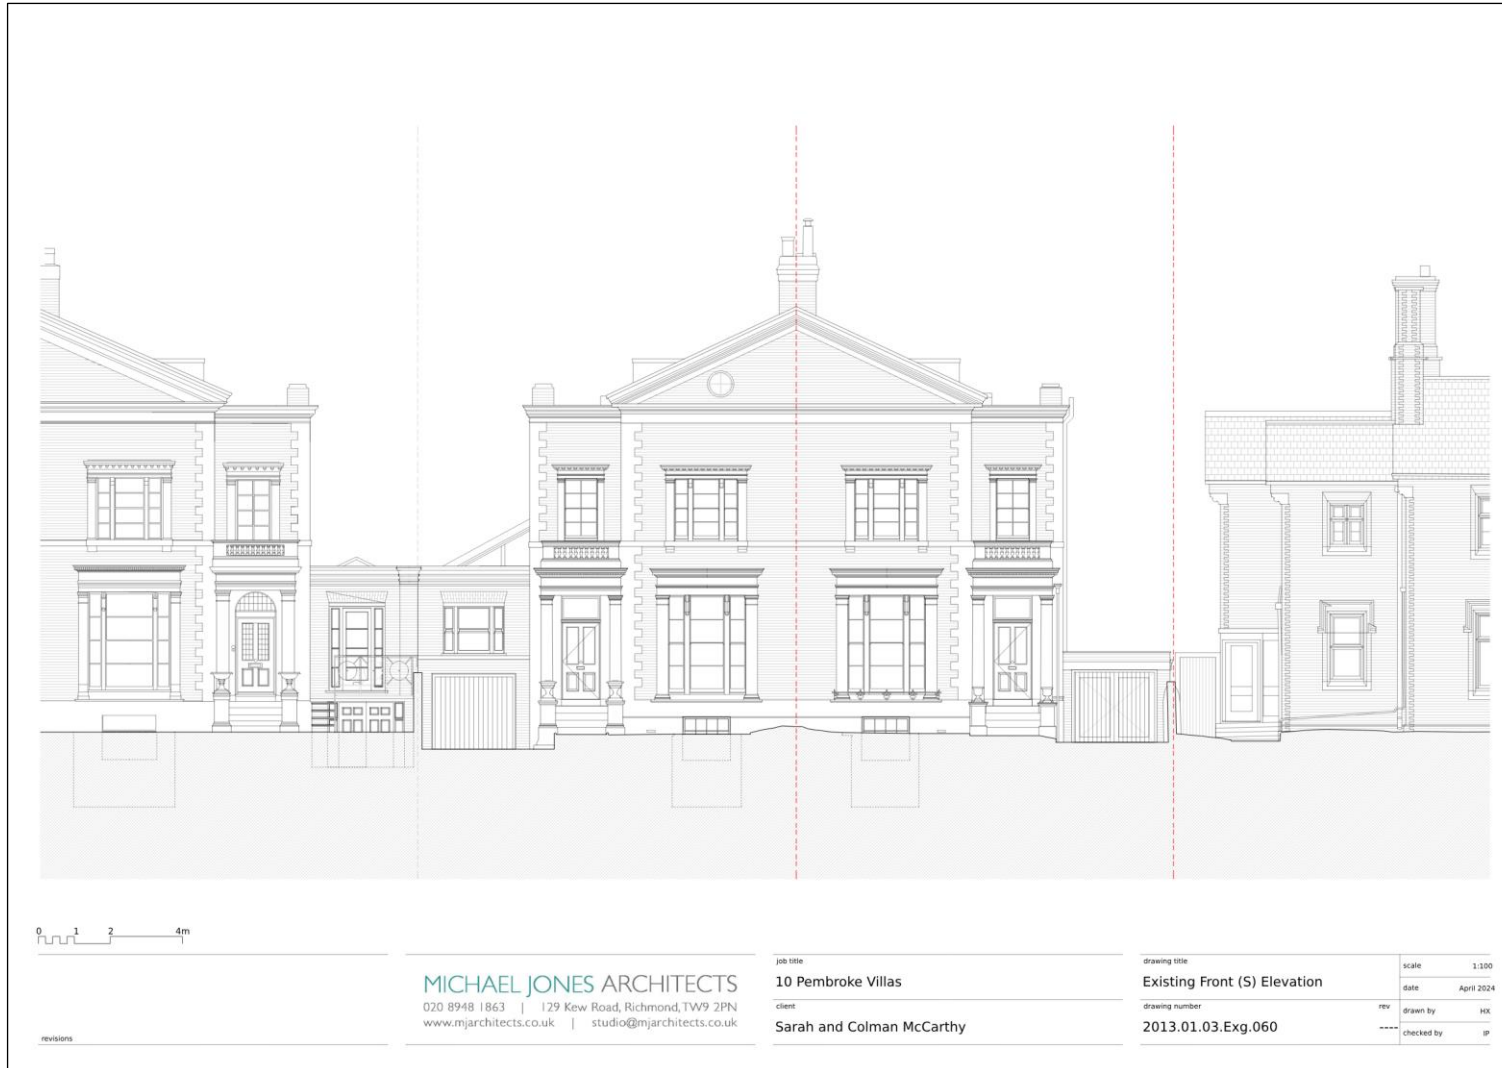 0 1 2 4m
revisions
MICHAEL JONES ARCHITECTS
020 8948 1863 | 129 Kew Road, Richmond, TW9 2PN
www.mjarchitects.co.uk | studio@mjarchitects.co.uk
job title
10 Pembroke Villas
client
Sarah and Colman McCarthy
drawing title
Existing Front (S) Elevation
drawing number
rev
2013.01.03.Exg.060
----
scale 1:100
date April 2024
drawn by HX
checked by IP